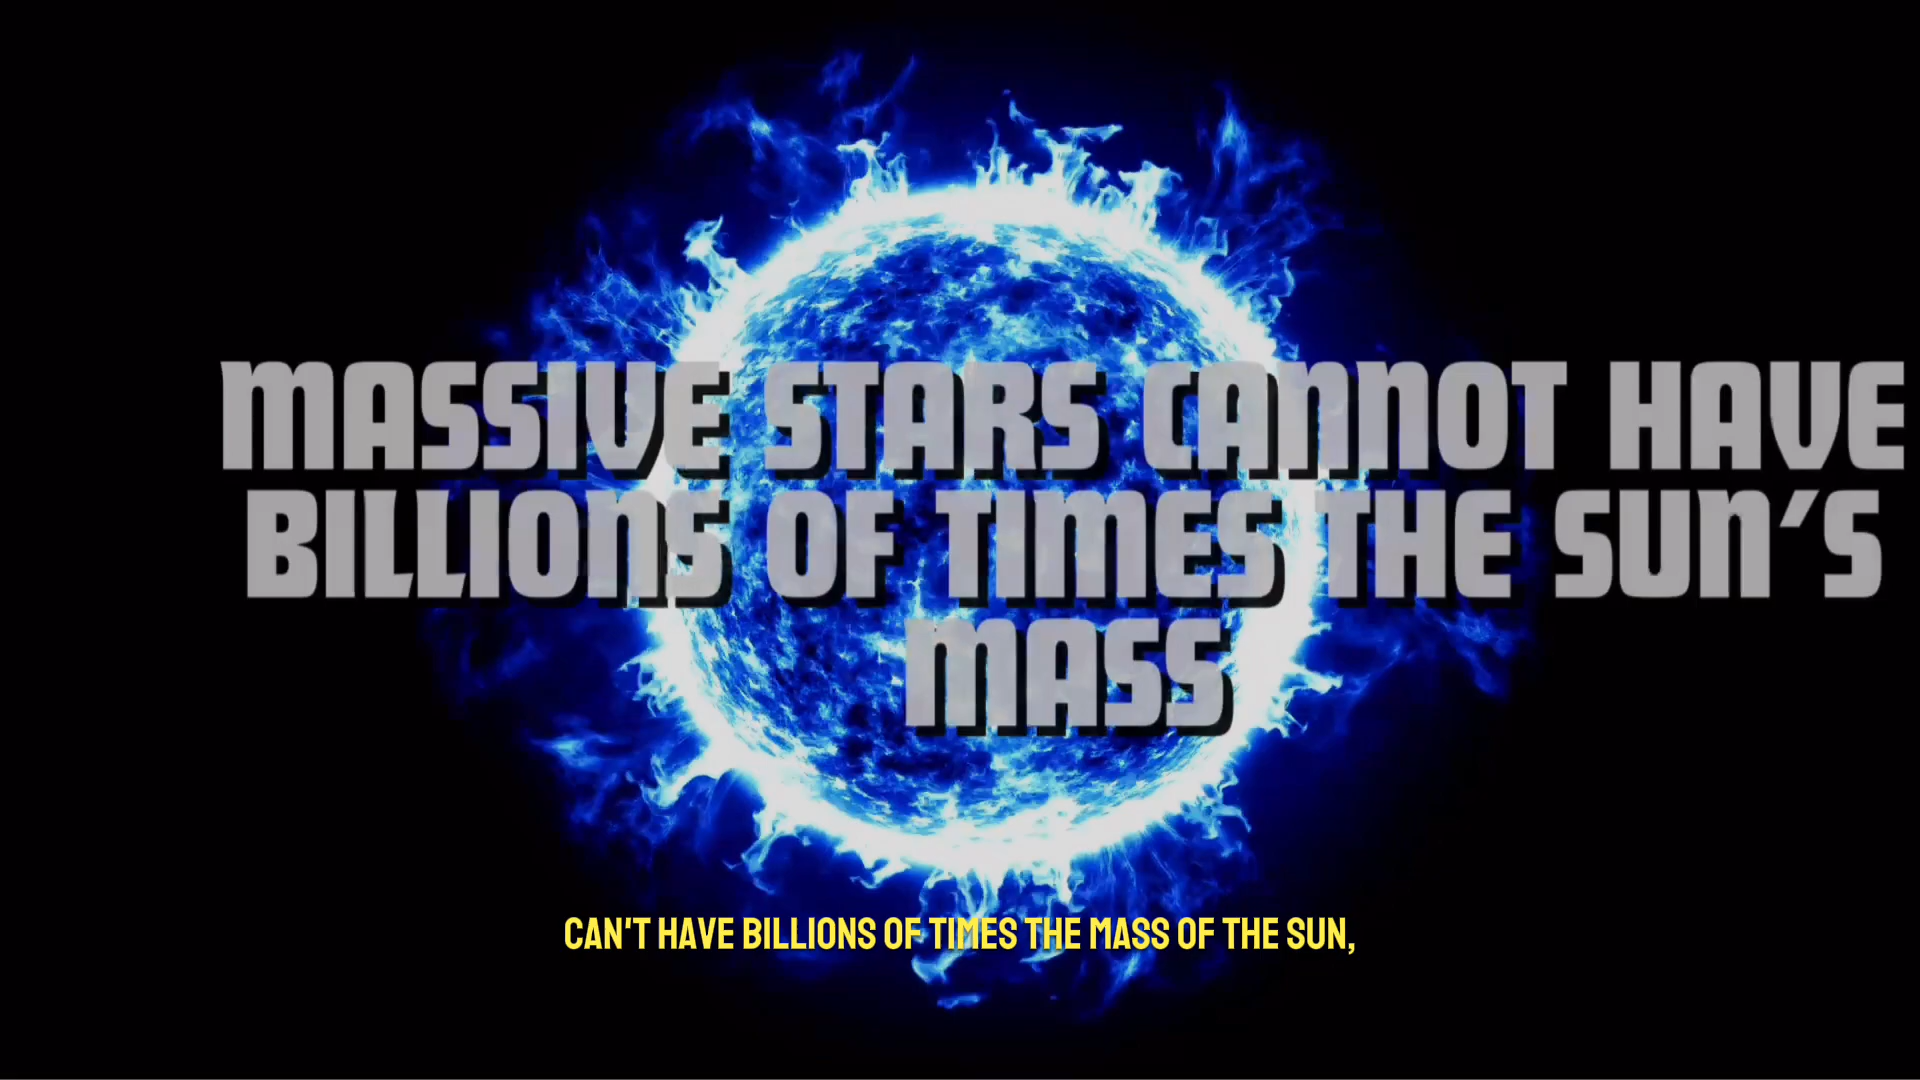 MASSIVE STARS CANNOT HAVE
BILLIONS OF TIMES THE SUN'S
MASS
CAN'T HAVE BILLIONS OF TIMES THE MASS OF THE SUN,